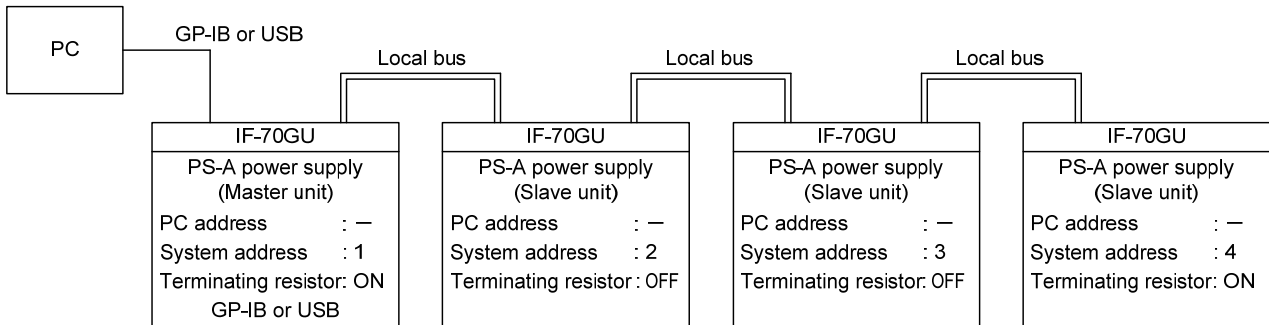 PC
GP-IB or USB
Local bus
Local bus
Local bus
IF-70GU
PS-A power supply
(Master unit)
PC address : —
System address : 1
Terminating resistor: ON
GP-IB or USB
IF-70GU
PS-A power supply
(Slave unit)
PC address : —
System address : 2
Terminating resistor : OFF
IF-70GU
PS-A power supply
(Slave unit)
PC address : —
System address : 3
Terminating resistor: OFF
IF-70GU
PS-A power supply
(Slave unit)
PC address : —
System address : 4
Terminating resistor: ON